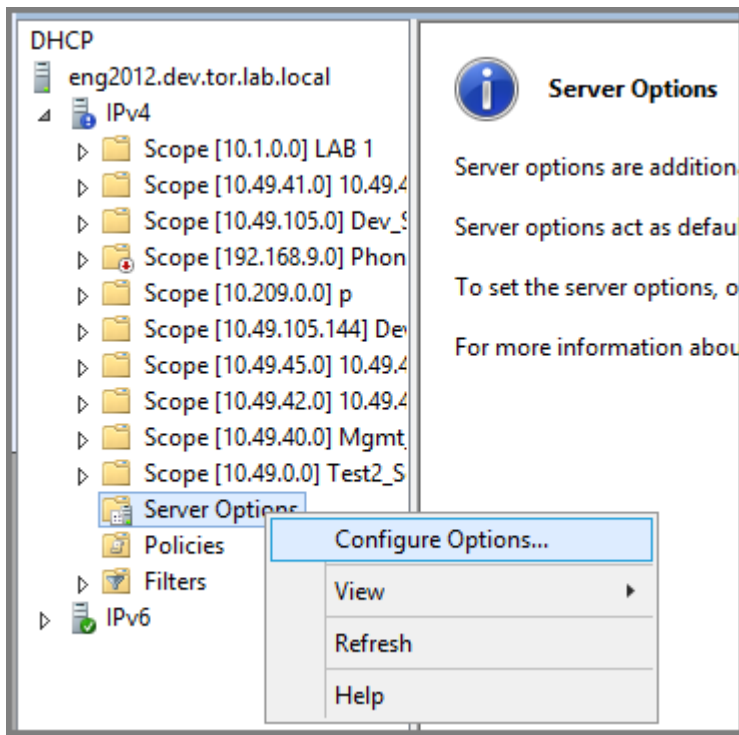 DHCP
eng2012.dev.tor.lab.local
IPv4
Scope [10.1.0.0] LAB 1
Scope [10.49.41.0] 10.49.4
Scope [10.49.105.0] Dev_S
Scope [192.168.9.0] Phon
Scope [10.209.0.0] p
Scope [10.49.105.144] De
Scope [10.49.45.0] 10.49.4
Scope [10.49.42.0] 10.49.4
Scope [10.49.40.0] Mgmt_
Scope [10.49.0.0] Test2_S
Server Options
Policies
Filters
IPv6
Server Options
Server options are addition
Server options act as defau
To set the server options, o
For more information abou
Configure Options...
View
Refresh
Help